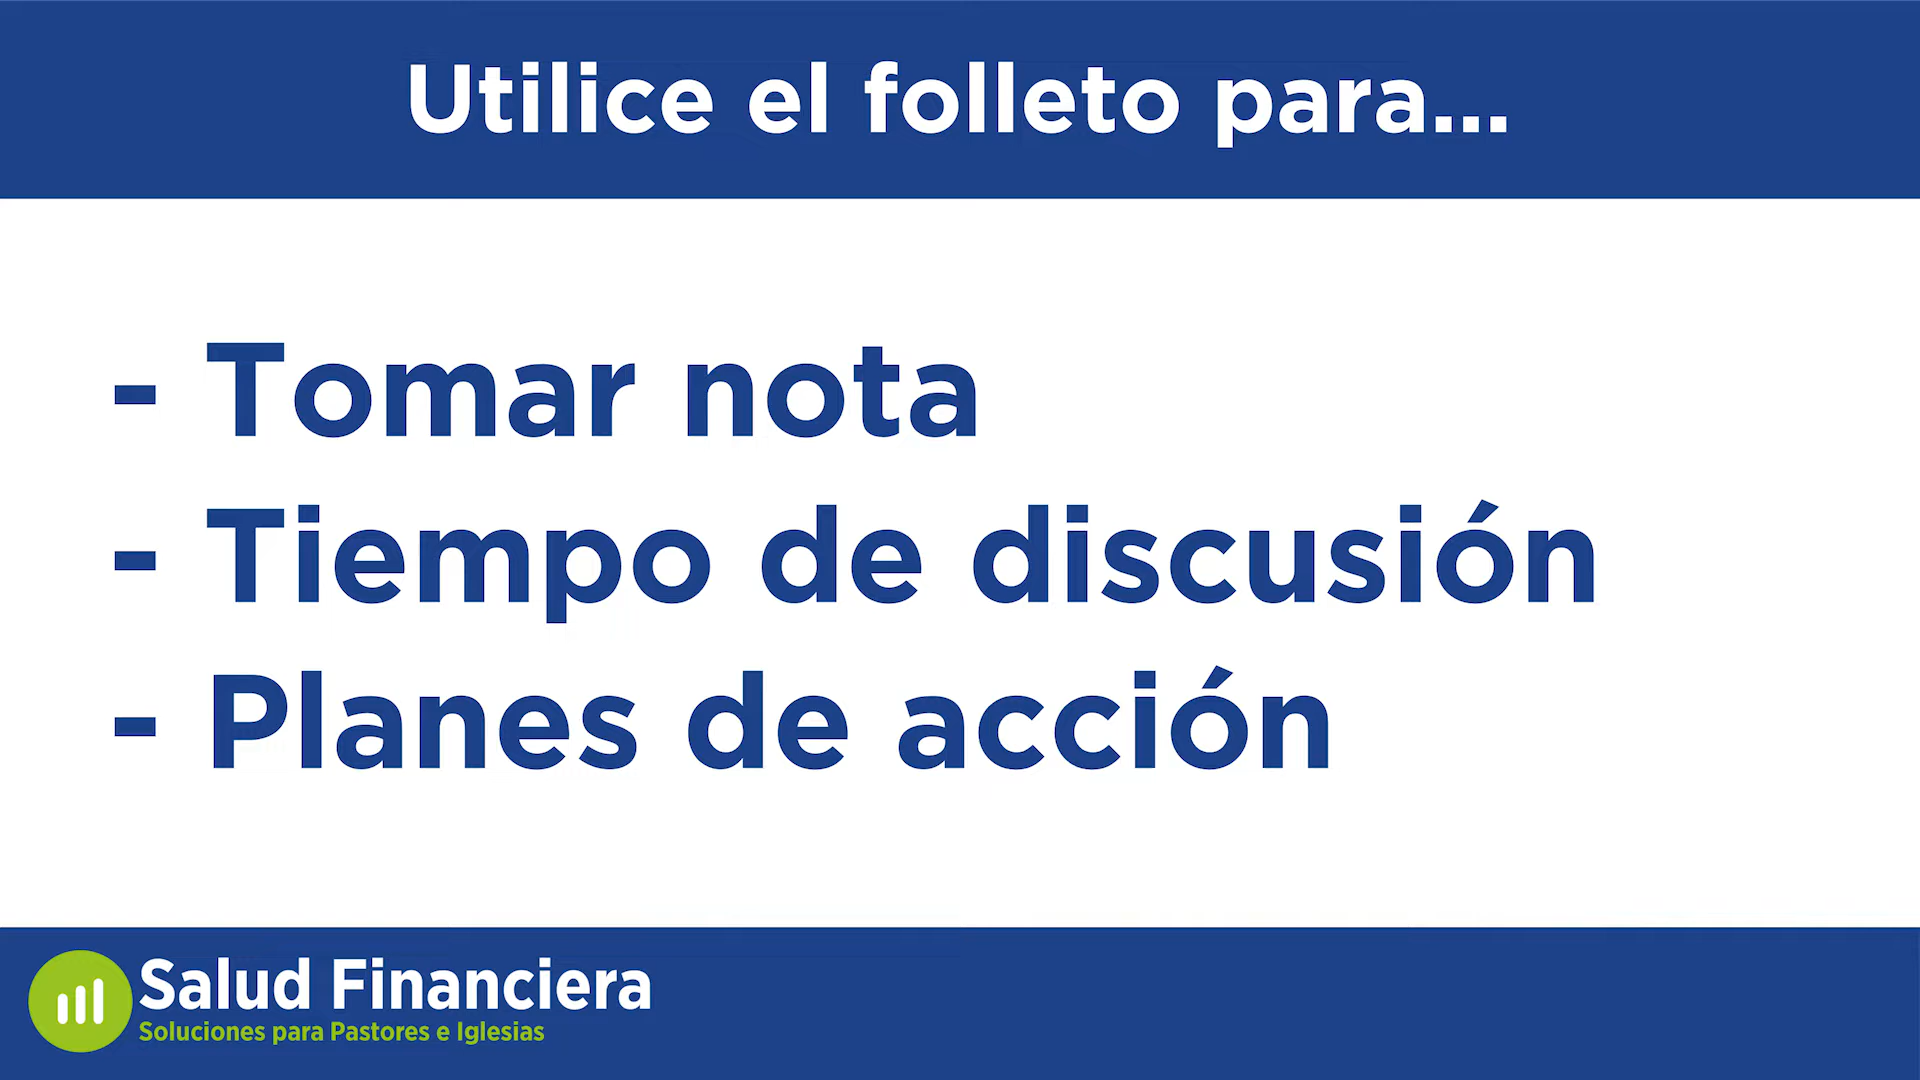 Utilice el folleto para...
- Tomar nota
- Tiempo de discusión
- Planes de acción
Salud Financiera
Soluciones para Pastores e Iglesias